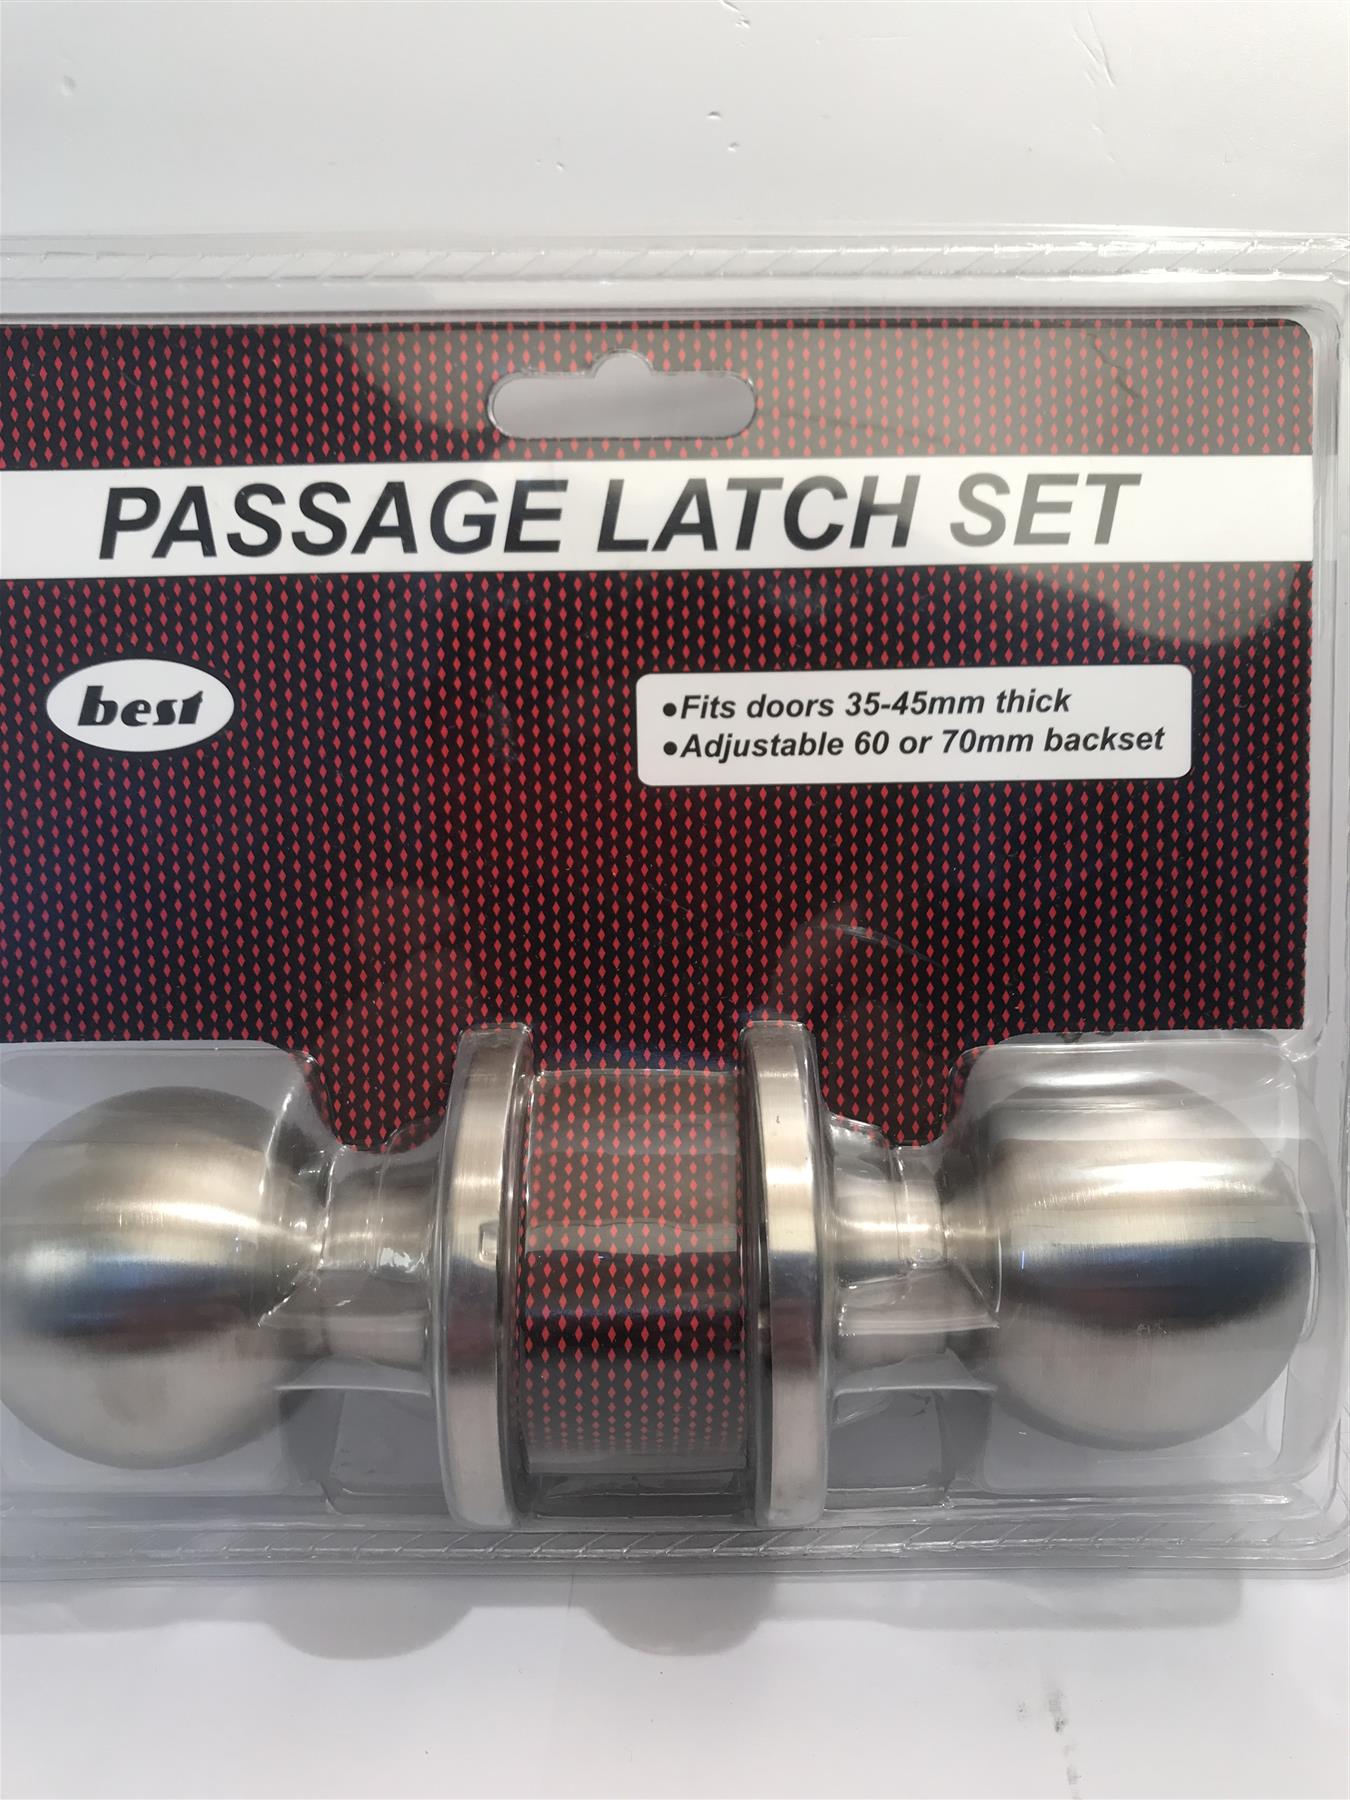 PASSAGE LATCH SET
best
•Fits doors 35-45mm thick
•Adjustable 60 or 70mm backset